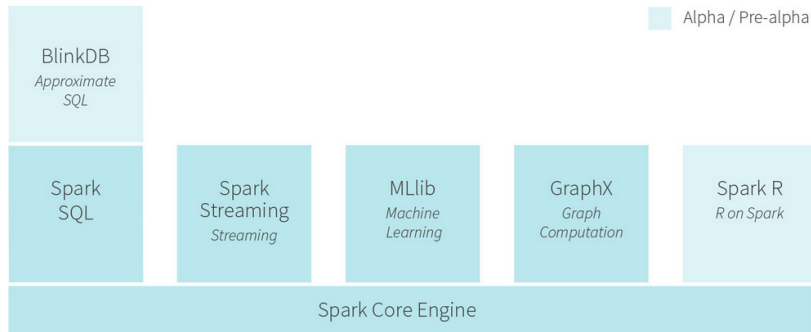 Alpha / Pre-alpha
BlinkDB
Approximate
SQL
Spark
SQL
Spark
Streaming
Streaming
MLlib
Machine
Learning
GraphX
Graph
Computation
Spark R
R on Spark
Spark Core Engine